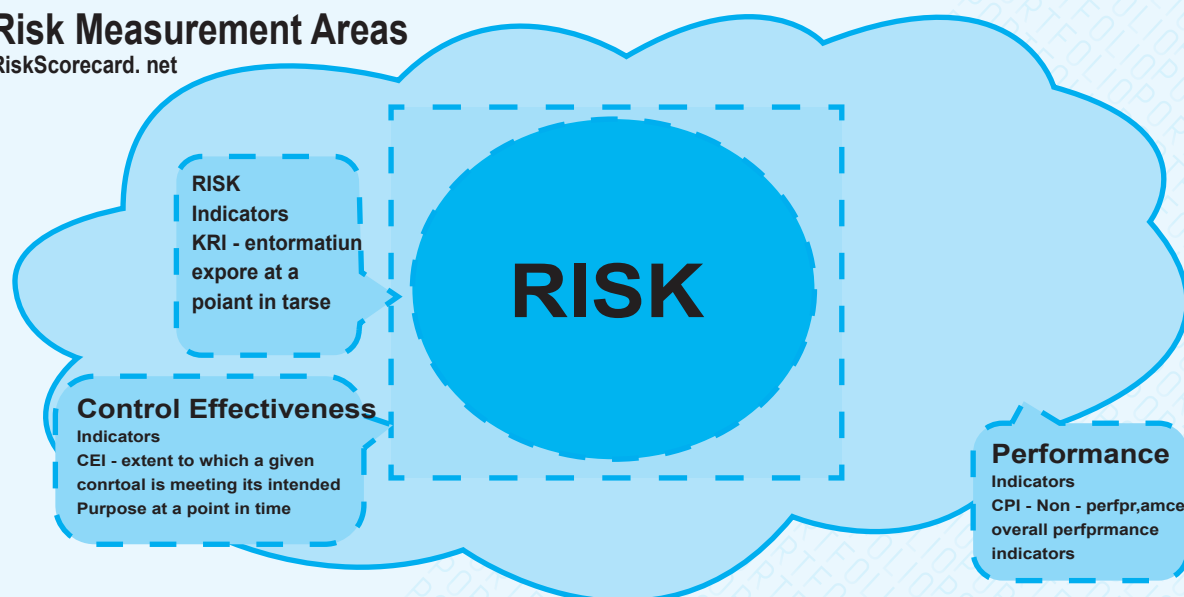 Risk Measurement Areas
RiskScorecard. net
RISK
Indicators
KRI - entormatiun
expore at a
poiant in tarse
RISK
Control Effectiveness
Indicators
CEI - extent to which a given
conrtoal is meeting its intended
Purpose at a point in time
Performance
Indicators
CPI - Non - perfpr,amce
overall perfprmance
indicators